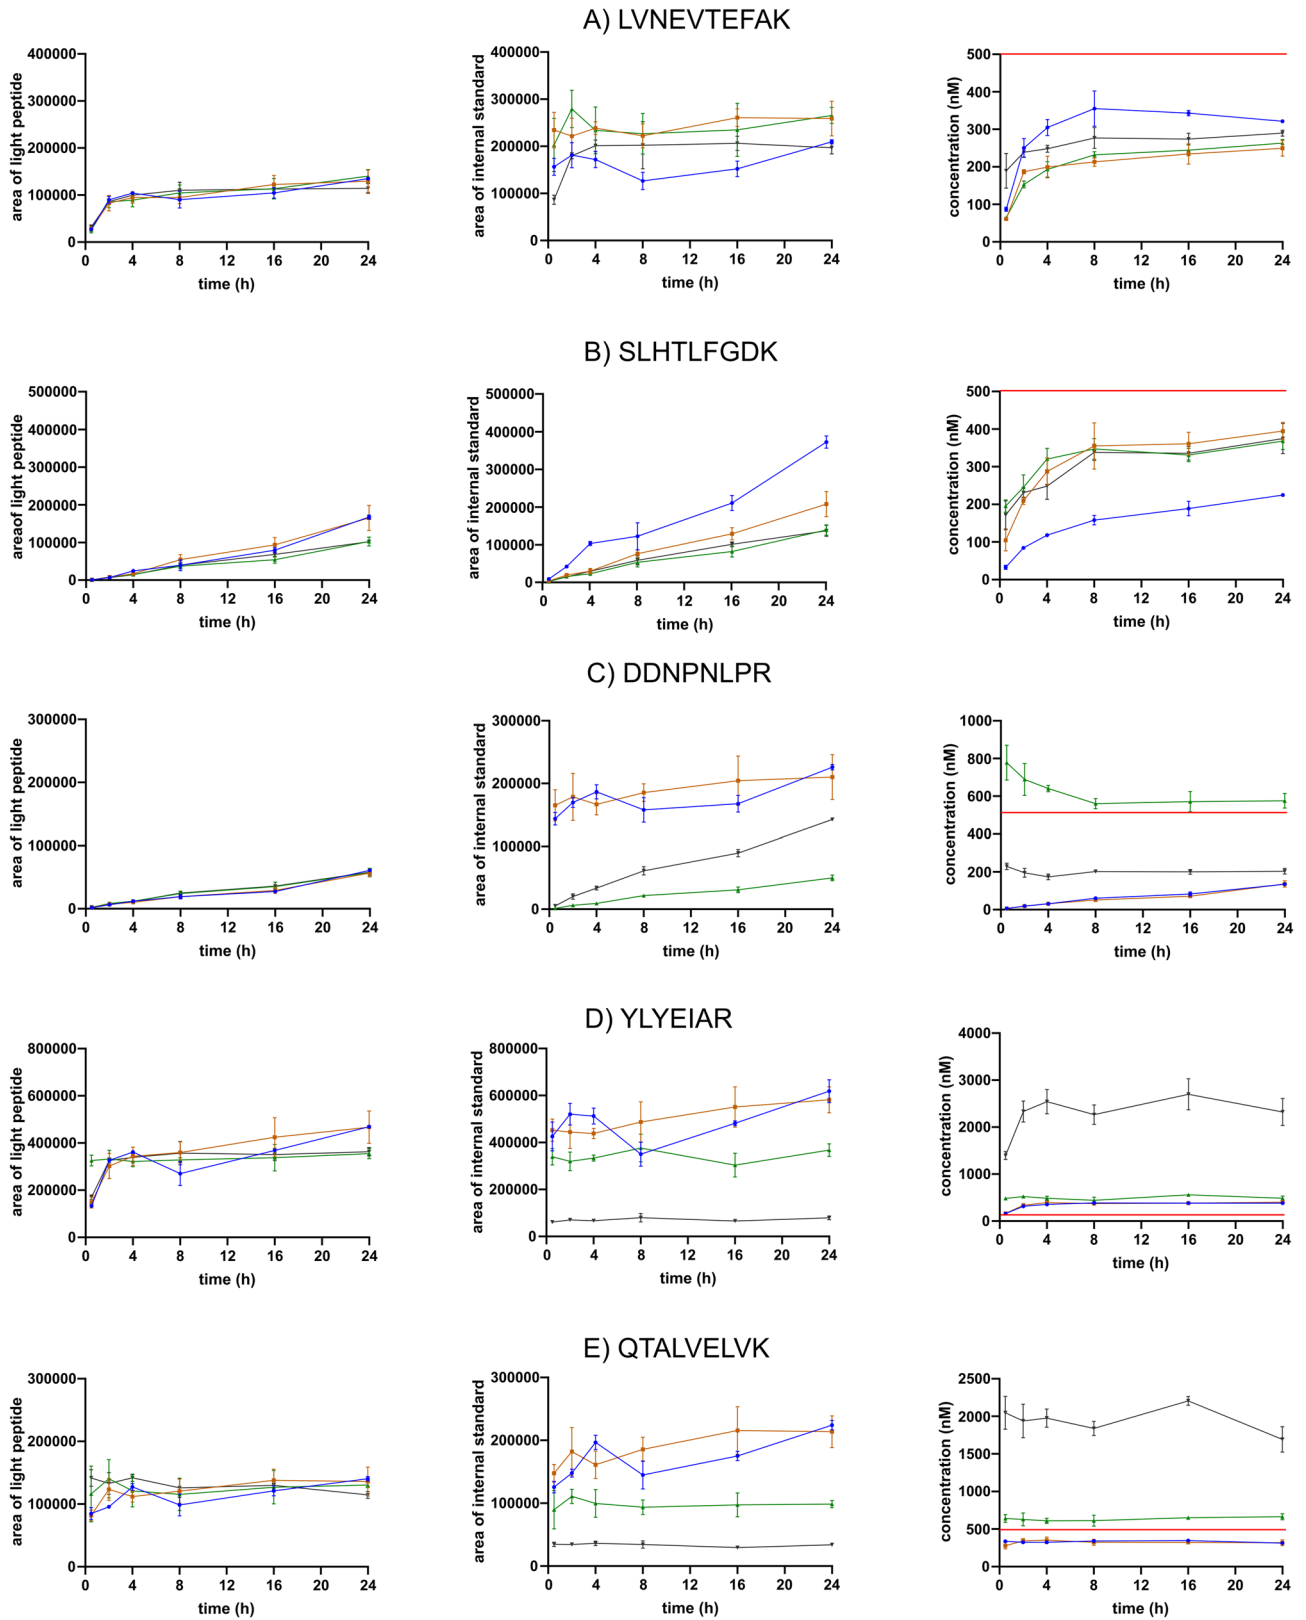 A) LVNEVTEFAK
area of light peptide
400000
300000
200000
100000
0
0 4 8 12 16 20 24
time (h)
area of internal standard
400000
300000
200000
100000
0
0 4 8 12 16 20 24
time (h)
concentration (nM)
500
400
300
200
100
0
0 4 8 12 16 20 24
time (h)
B) SLHTLFGDK
areaof light peptide
500000
400000
300000
200000
100000
0
0 4 8 12 16 20 24
time (h)
area of internal standard
500000
400000
300000
200000
100000
0
0 4 8 12 16 20 24
time (h)
concentration (nM)
500
400
300
200
100
0
0 4 8 12 16 20 24
time (h)
C) DDNPNLPR
area of light peptide
300000
200000
100000
0
0 4 8 12 16 20 24
time (h)
area of internal standard
300000
200000
100000
0
0 4 8 12 16 20 24
time (h)
concentration (nM)
1000
800
600
400
200
0
0 4 8 12 16 20 24
time (h)
D) YLYEIAR
area of light peptide
800000
600000
400000
200000
0
0 4 8 12 16 20 24
time (h)
area of internal standard
800000
600000
400000
200000
0
0 4 8 12 16 20 24
time (h)
concentration (nM)
4000
3000
2000
1000
0
0 4 8 12 16 20 24
time (h)
E) QTALVELVK
area of light peptide
300000
200000
100000
0
0 4 8 12 16 20 24
time (h)
area of internal standard
300000
200000
100000
0
0 4 8 12 16 20 24
time (h)
concentration (nM)
2500
2000
1500
1000
500
0
0 4 8 12 16 20 24
time (h)